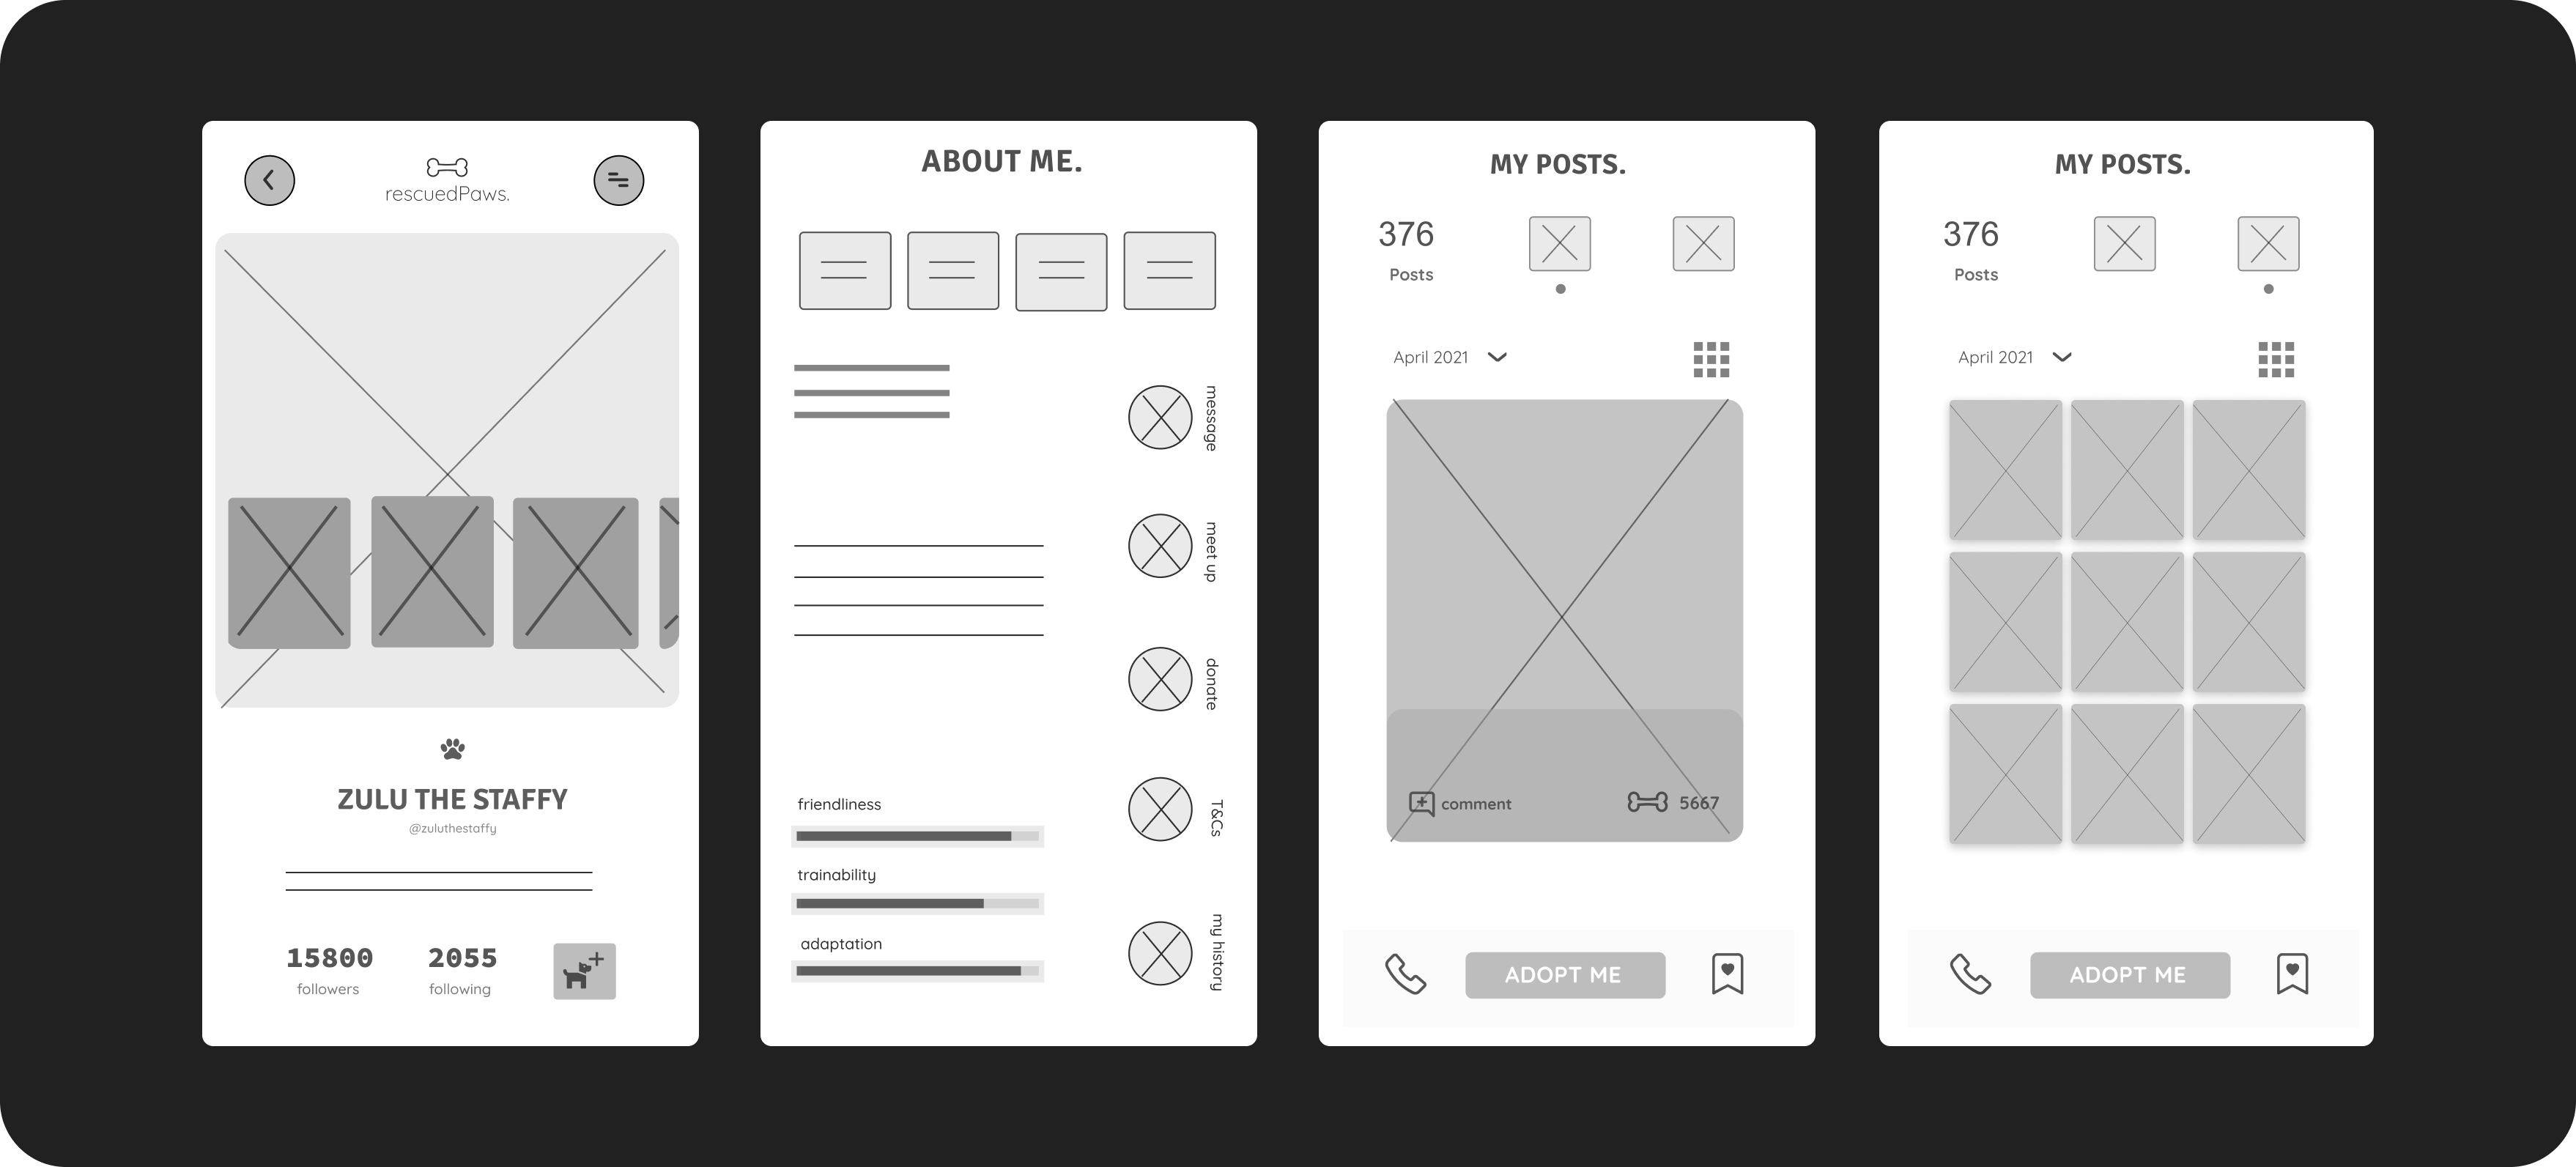 rescuedPaws.
ZULU THE STAFFY
@zuluthestaffy
15800
followers
2055
following
ABOUT ME.
message
meet up
donate
T&Cs
my history
friendliness
trainability
adaptation
MY POSTS.
376
Posts
April 2021
comment
5667
ADOPT ME
MY POSTS.
376
Posts
April 2021
ADOPT ME